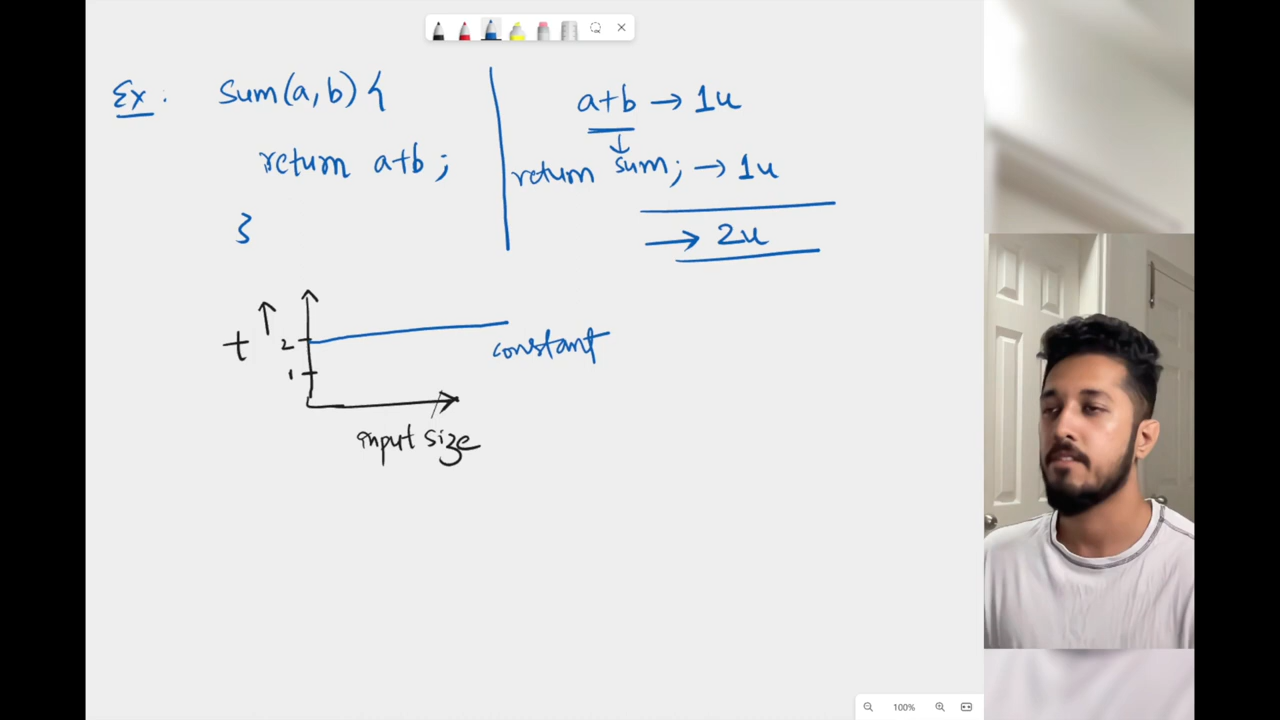 Ex: Sum(a,b) {
return a+b ;
}
a+b → 1u
↓
return sum; → 1u
→ 2u
t ↑
2
1
constant
input size
100%